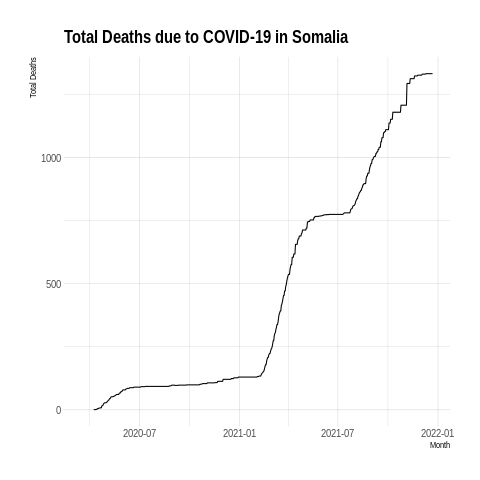 Total Deaths due to COVID-19 in Somalia
Total Deaths
1000
500
0
2020-07
2021-01
2021-07
2022-01
Month